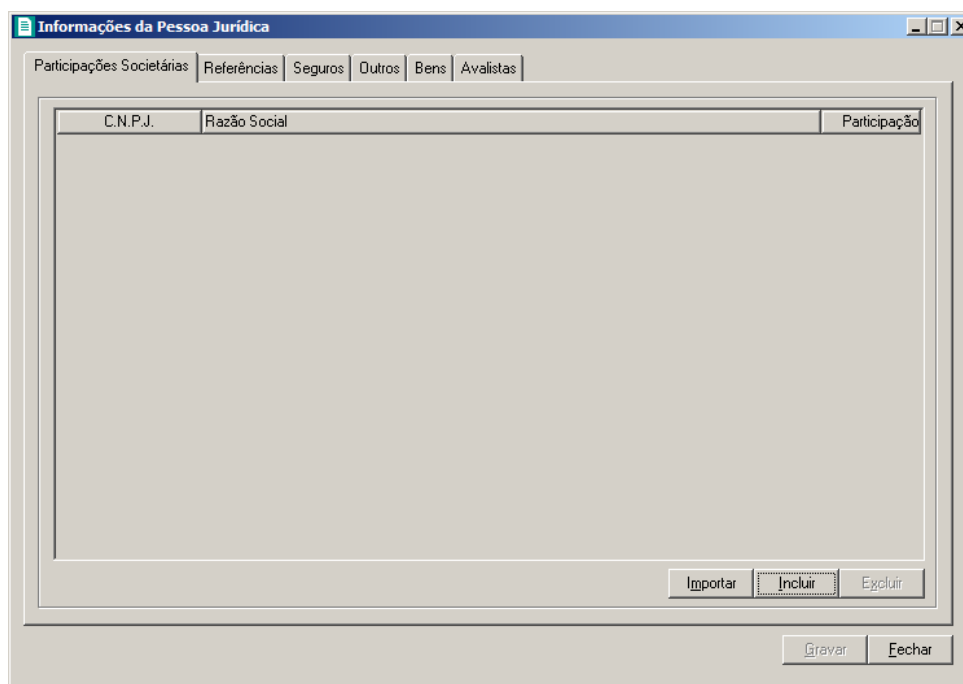 Informações da Pessoa Jurídica
Participações Societárias Referências Seguros Outros Bens Avalistas
C.N.P.J. Razão Social Participação
Importar Incluir Excluir
Gravar Fechar